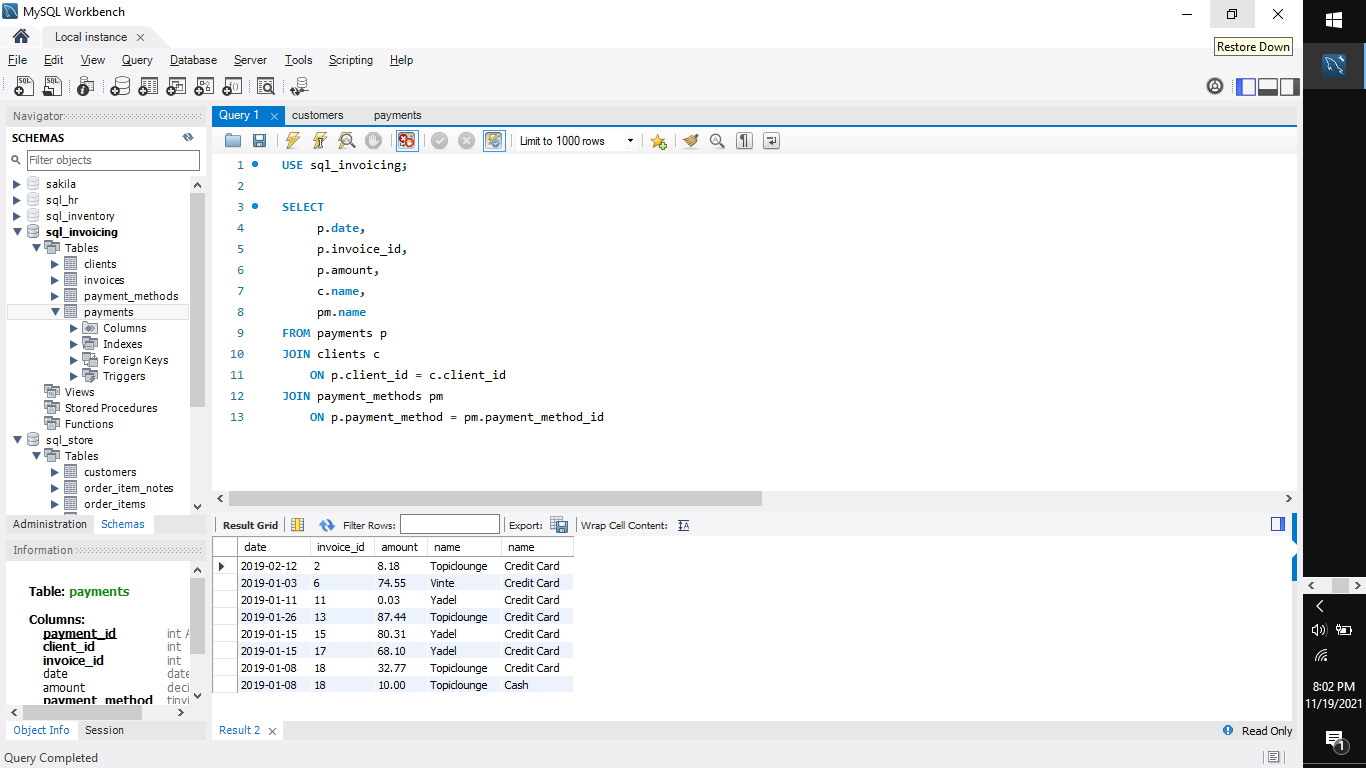 MySQL Workbench
Local instance
Restore Down
File Edit View Query Database Server Tools Scripting Help
Navigator
SCHEMAS
Filter objects
sakila
sql_hr
sql_inventory
sql_invoicing
Tables
clients
invoices
payment_methods
payments
Columns
Indexes
Foreign Keys
Triggers
Views
Stored Procedures
Functions
sql_store
Tables
customers
order_item_notes
order_items
Administration Schemas
Information
Table: payments
Columns:
payment_id int A
client_id int
invoice_id int
date date
amount deci
payment_method tinyi
Object Info Session
Query Completed
Query 1 customers payments
Limit to 1000 rows
1 USE sql_invoicing;
2
3 SELECT
4 p.date,
5 p.invoice_id,
6 p.amount,
7 c.name,
8 pm.name
9 FROM payments p
10 JOIN clients c
11 ON p.client_id = c.client_id
12 JOIN payment_methods pm
13 ON p.payment_method = pm.payment_method_id
Result Grid Filter Rows: Export: Wrap Cell Content:
date invoice_id amount name name
2019-02-12 2 8.18 Topiclounge Credit Card
2019-01-03 6 74.55 Vinte Credit Card
2019-01-11 11 0.03 Yadel Credit Card
2019-01-26 13 87.44 Topiclounge Credit Card
2019-01-15 15 80.31 Yadel Credit Card
2019-01-15 17 68.10 Yadel Credit Card
2019-01-08 18 32.77 Topiclounge Credit Card
2019-01-08 18 10.00 Topiclounge Cash
Result 2
Read Only
8:02 PM
11/19/2021
1